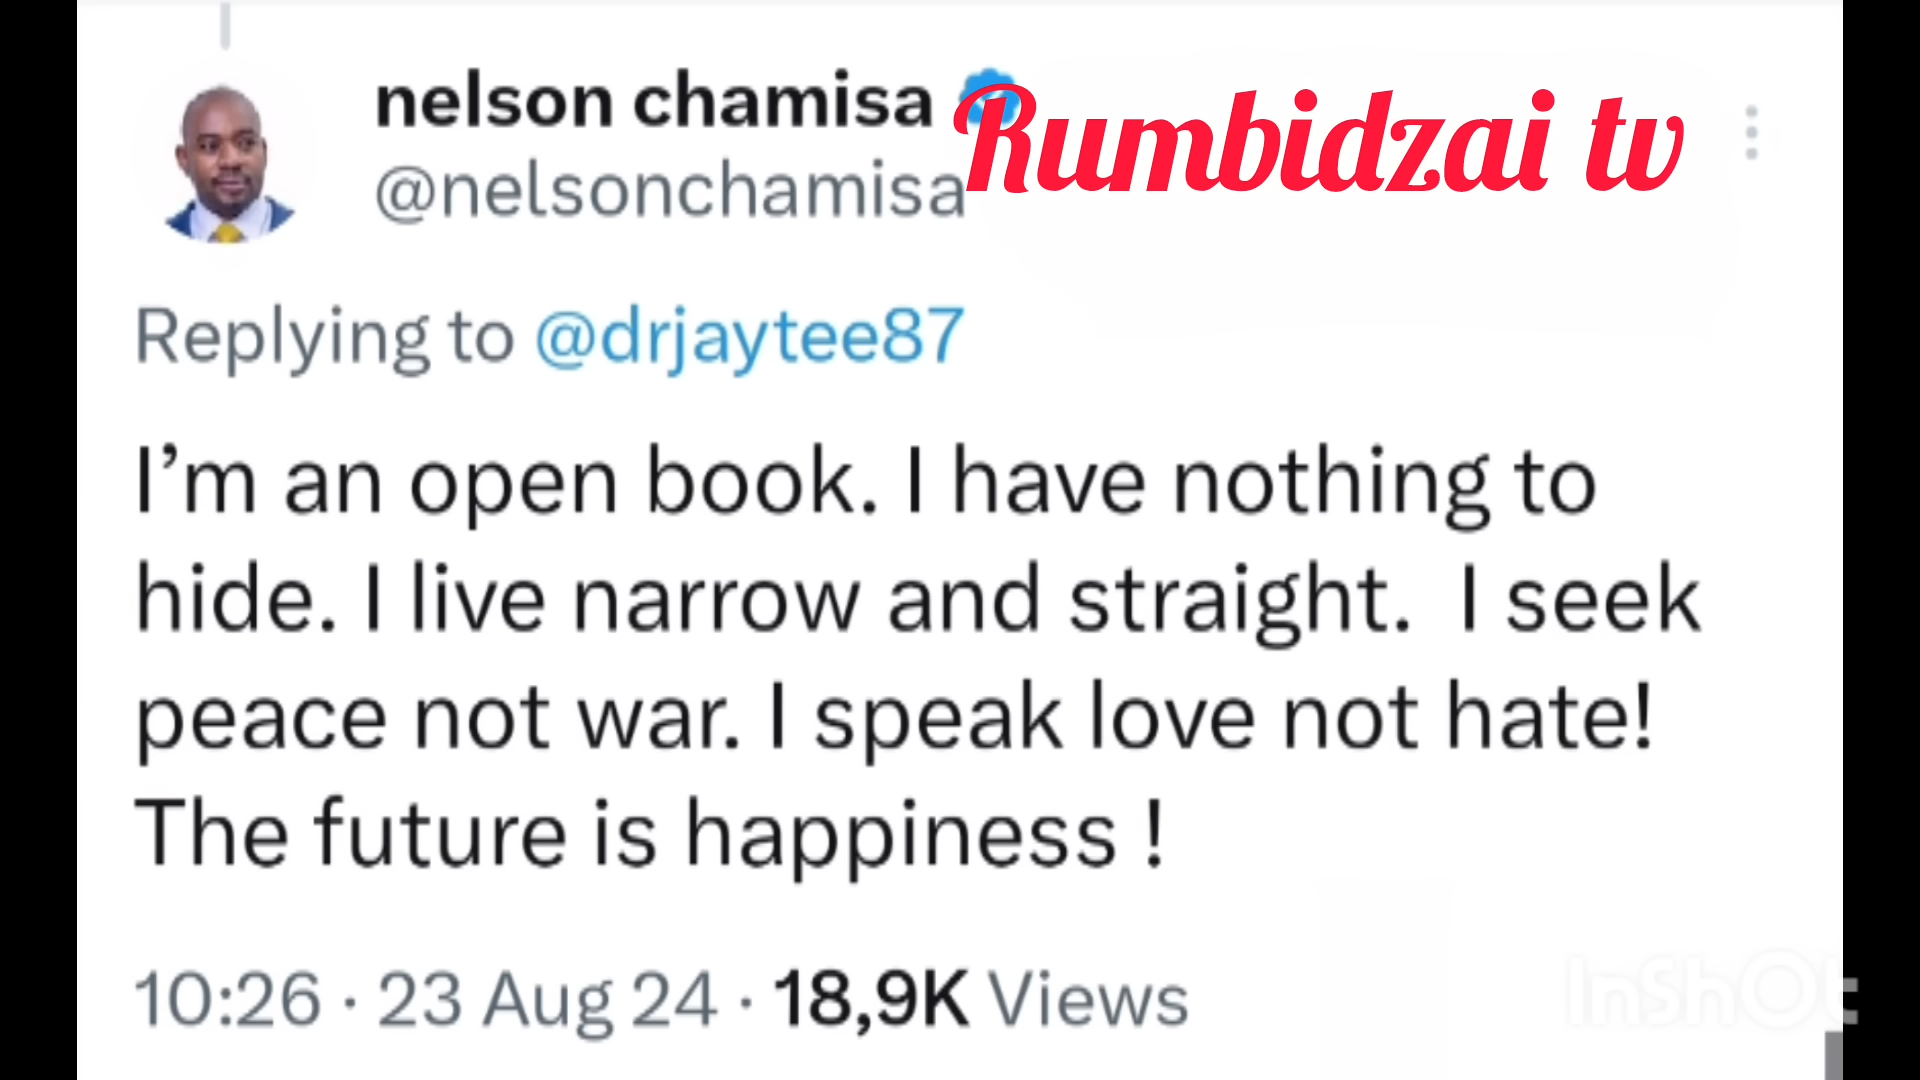 nelson chamisa
Rumbidzai tv
@nelsonchamisa
Replying to @drjaytee87
I’m an open book. I have nothing to
hide. I live narrow and straight.  I seek
peace not war. I speak love not hate!
The future is happiness !
10:26 · 23 Aug 24 · 18,9K Views
InShOt